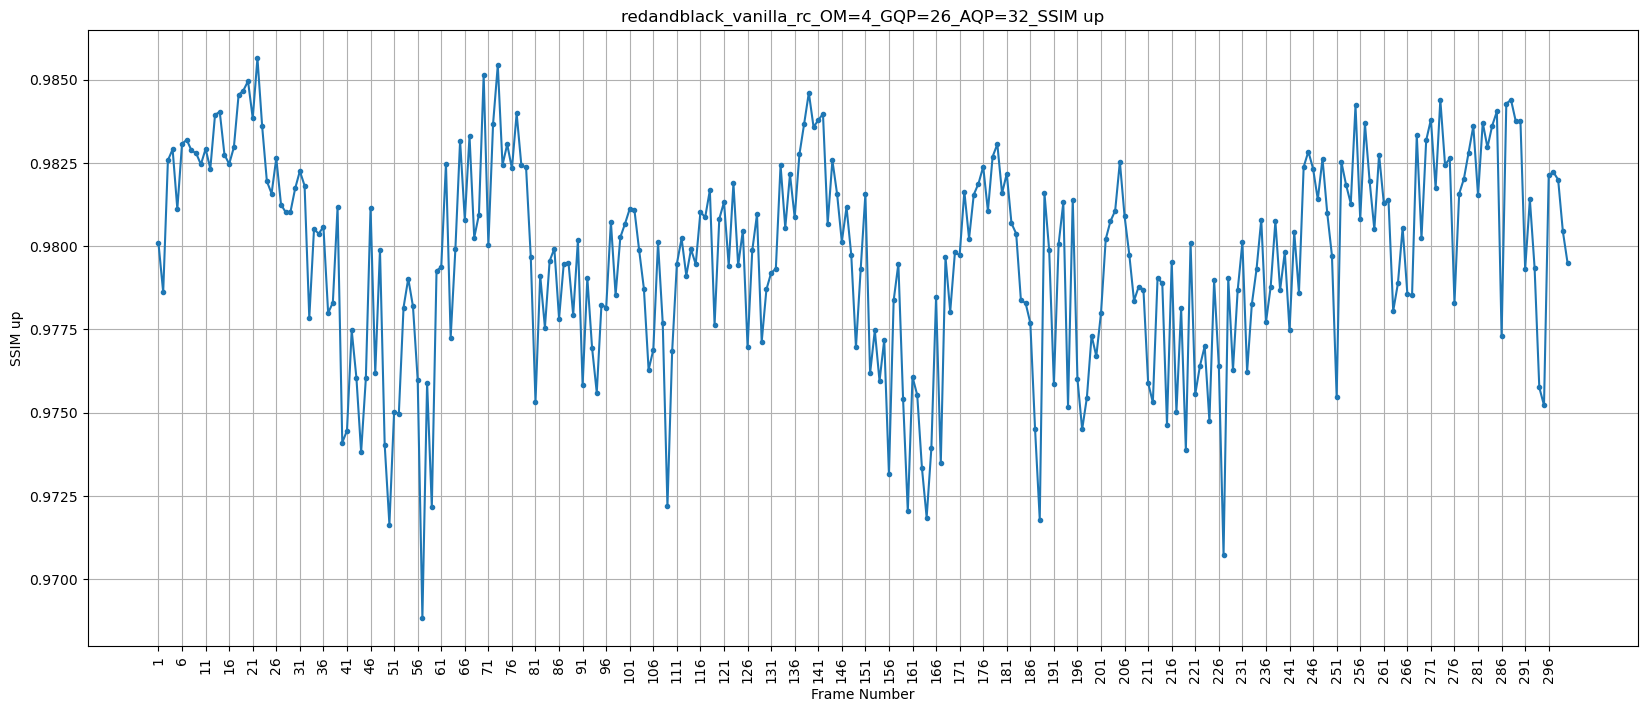 redandblack_vanilla_rc_OM=4_GQP=26_AQP=32_SSIM up
0.9850
0.9825
0.9800
0.9775
0.9750
0.9725
0.9700
SSIM up
1 6 11 16 21 26 31 36 41 46 51 56 61 66 71 76 81 86 91 96 101 106 111 116 121 126 131 136 141 146 151 156 161 166 171 176 181 186 191 196 201 206 211 216 221 226 231 236 241 246 251 256 261 266 271 276 281 286 291 296
Frame Number